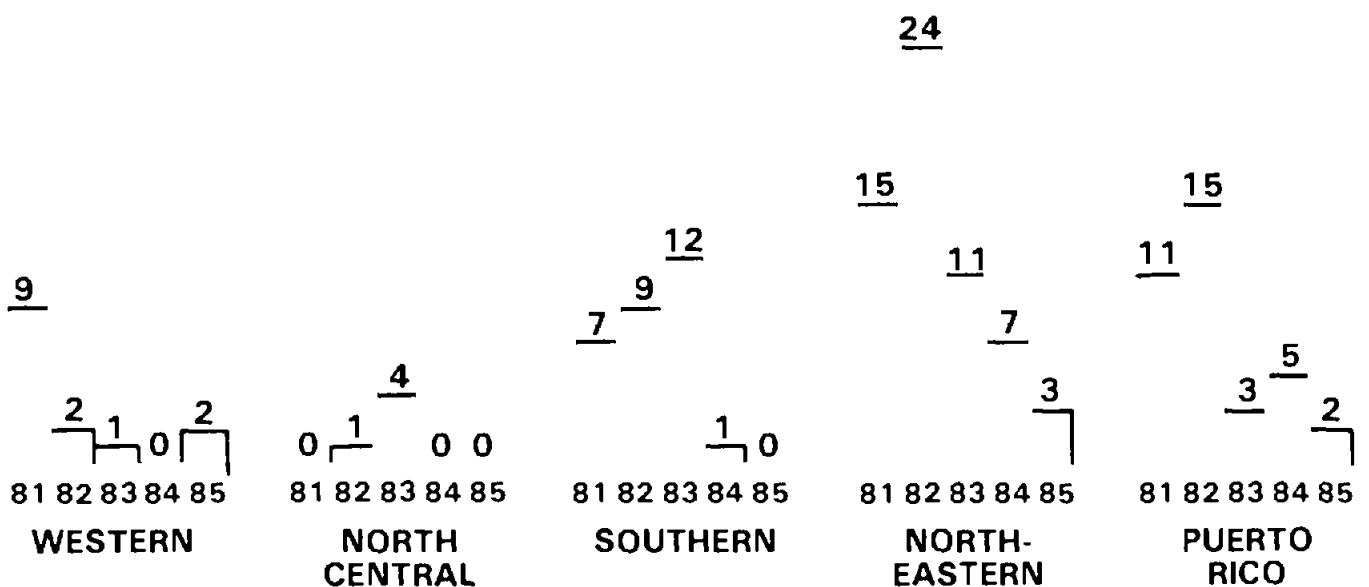 24
15 15
12 11 11
9 9
7 7
4 5
2 1 0 2 0 1 0 0 1 0 3 3 2
81 82 83 84 85 81 82 83 84 85 81 82 83 84 85 81 82 83 84 85 81 82 83 84 85
WESTERN NORTH SOUTHERN NORTH- PUERTO
CENTRAL EASTERN RICO